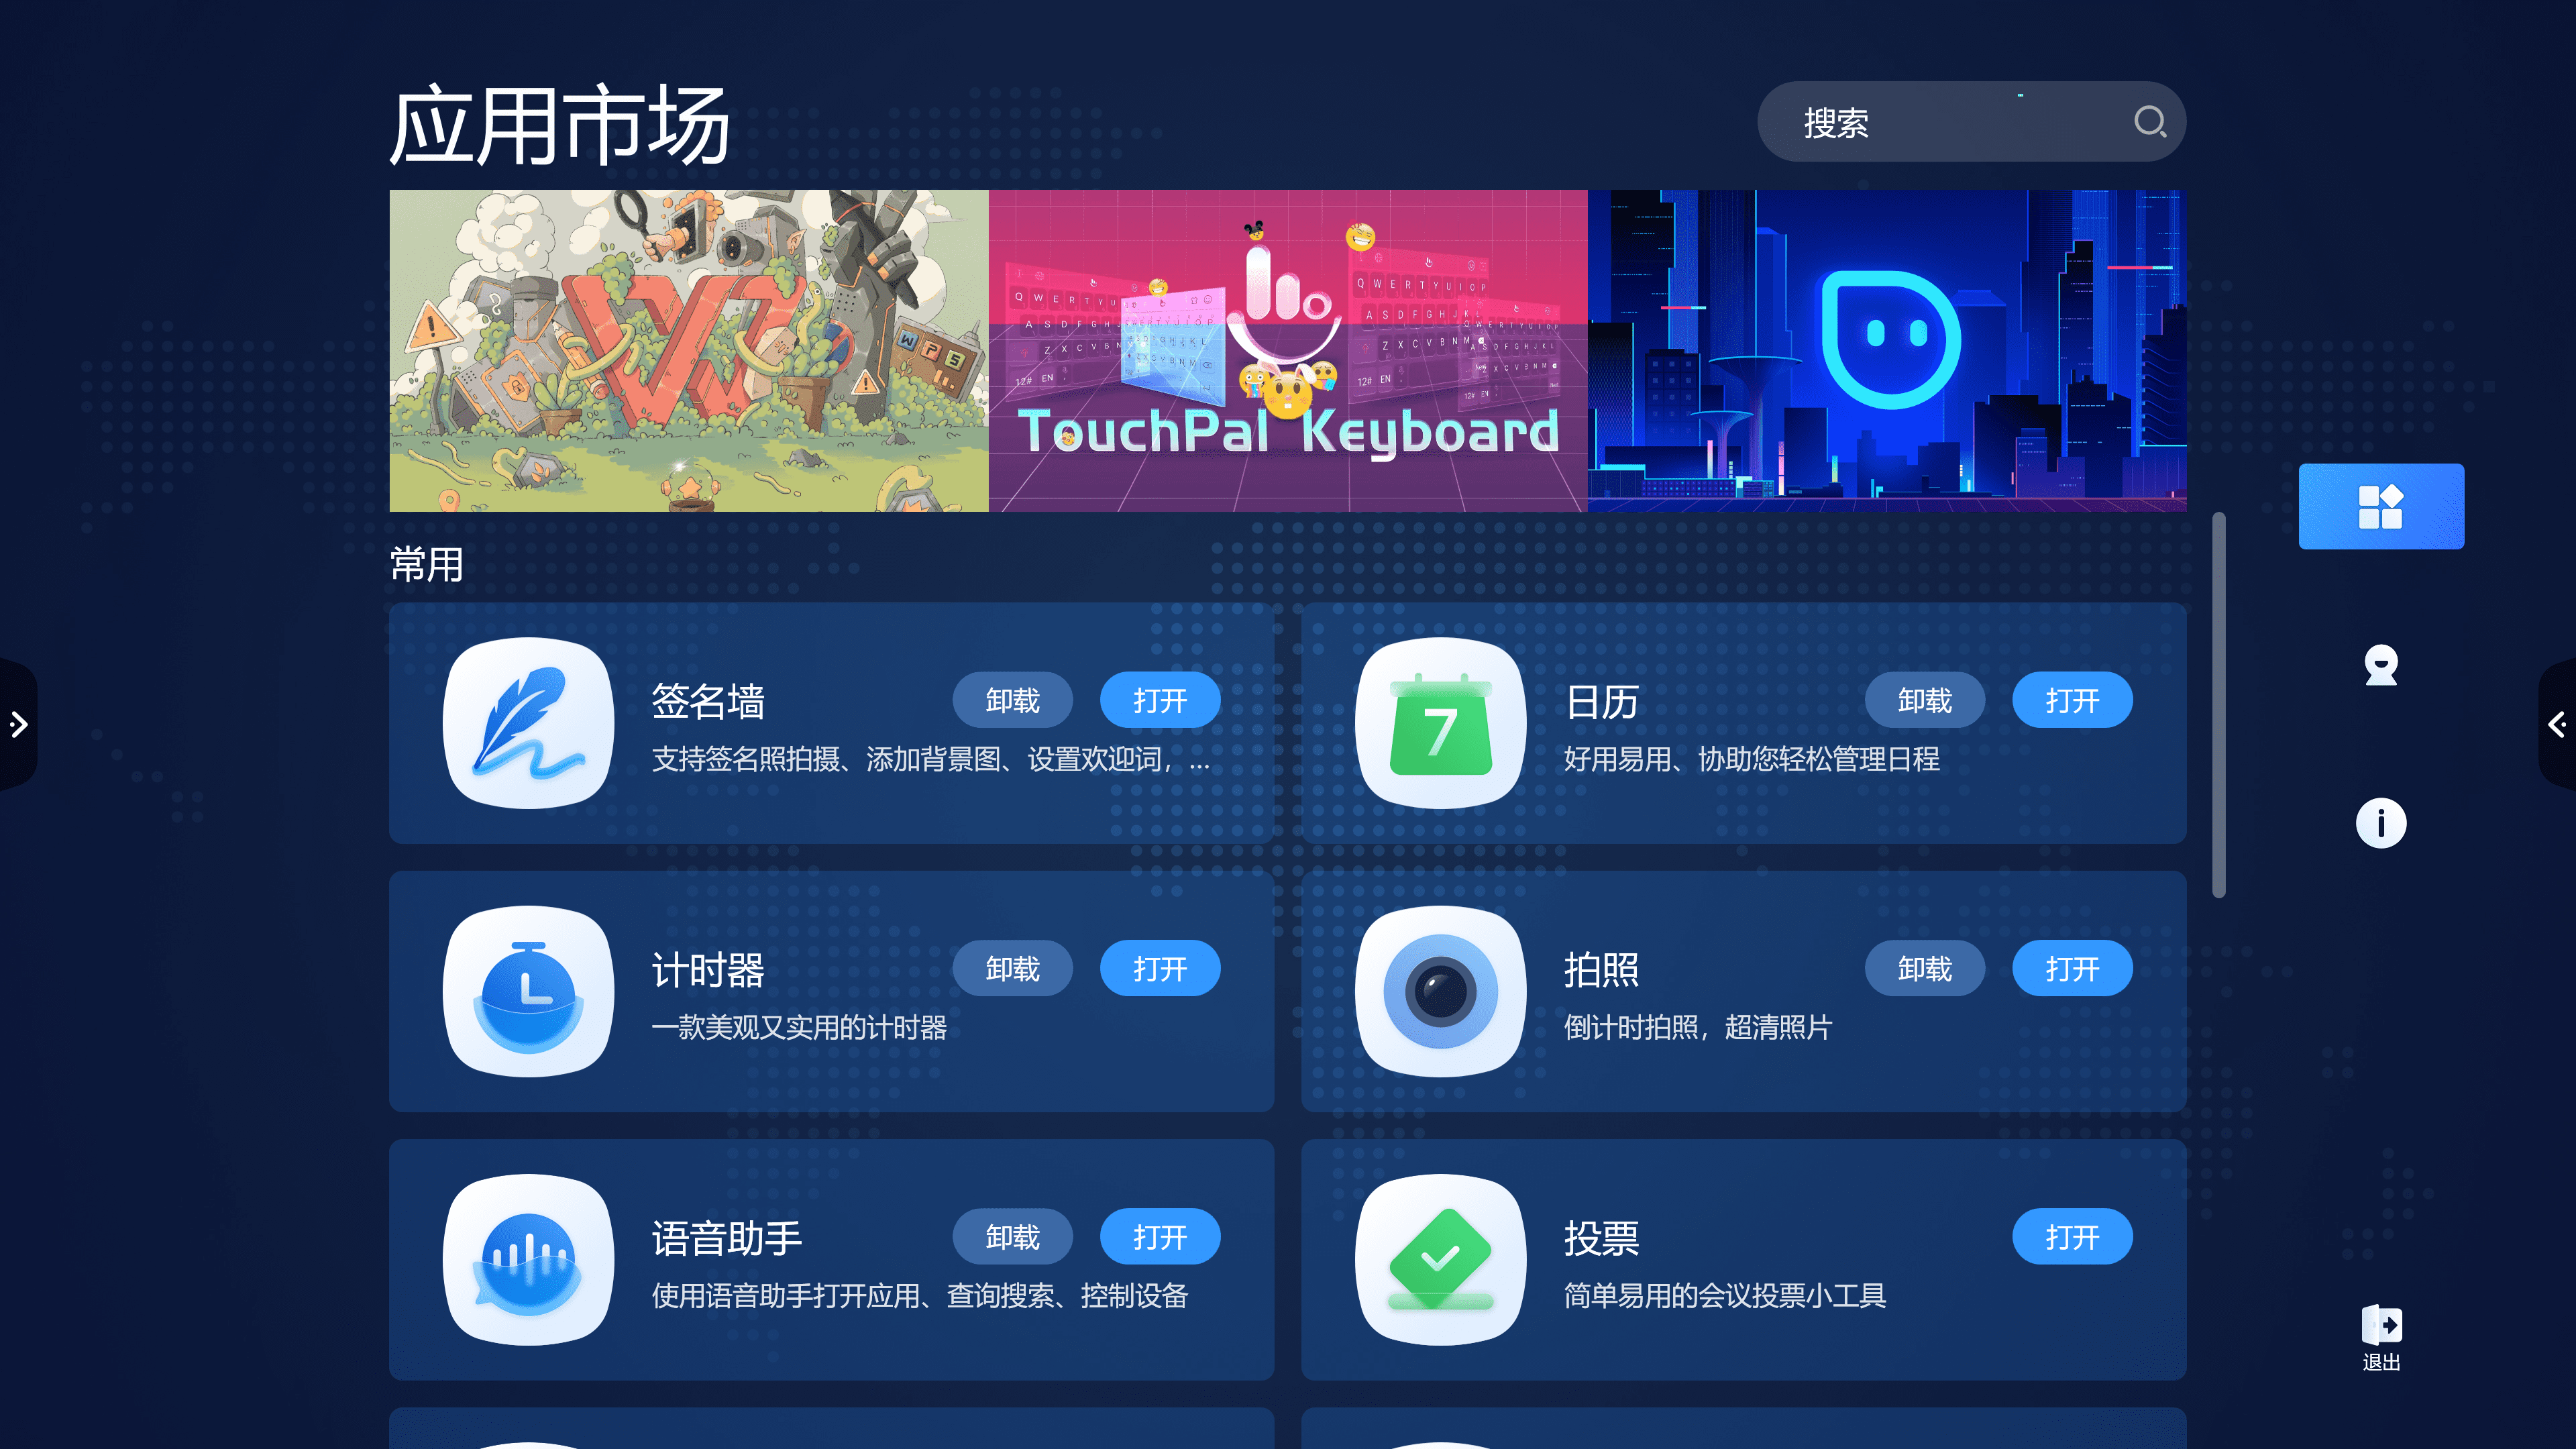 应用市场
搜索
WPS
TouchPal Keyboard
常用
签名墙
卸载
打开
支持签名照拍摄、添加背景图、设置欢迎词，...
日历
卸载
打开
好用易用、协助您轻松管理日程
计时器
卸载
打开
一款美观又实用的计时器
拍照
卸载
打开
倒计时拍照，超清照片
语音助手
卸载
打开
使用语音助手打开应用、查询搜索、控制设备
投票
打开
简单易用的会议投票小工具
退出